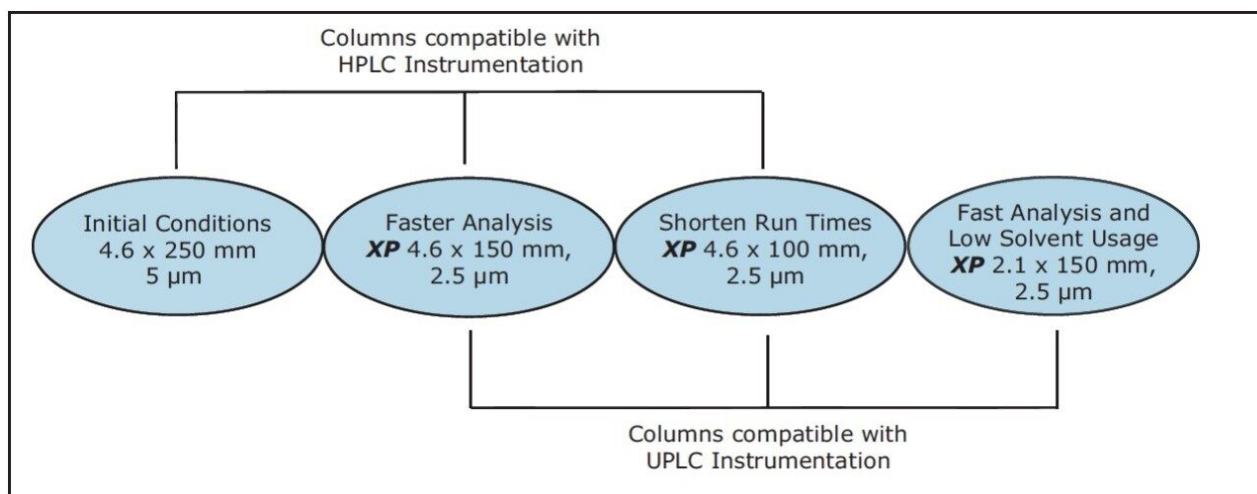 Columns compatible with
HPLC Instrumentation
Initial Conditions
4.6 x 250 mm
5 µm
Faster Analysis
XP 4.6 x 150 mm,
2.5 µm
Shorten Run Times
XP 4.6 x 100 mm,
2.5 µm
Fast Analysis and
Low Solvent Usage
XP 2.1 x 150 mm,
2.5 µm
Columns compatible with
UPLC Instrumentation